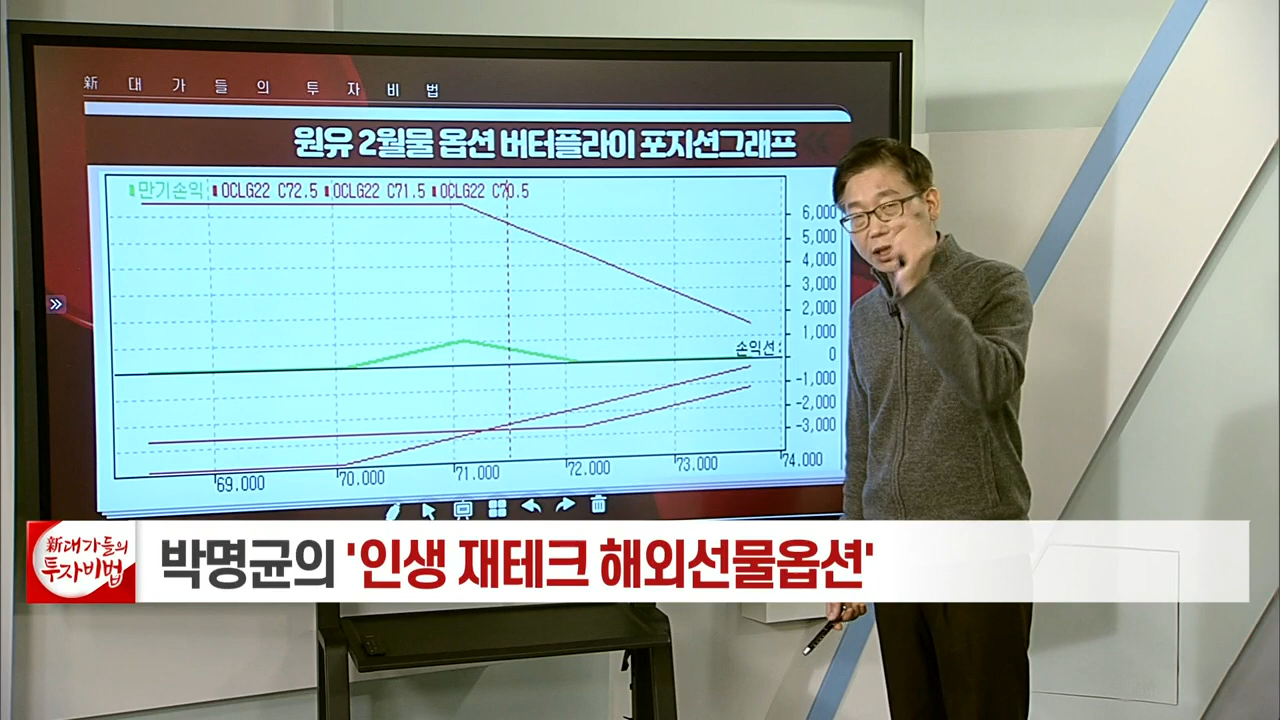 新 대 가 들 의 투 자 비 법
원유 2월물 옵션 버터플라이 포지션그래프
만기손익 OCLG22 C72.5 OCLG22 C71.5 OCLG22 C70.5
6,000
5,000
4,000
3,000
2,000
1,000
손익선
0
-1,000
-2,000
-3,000
69.000 70.000 71.000 72.000 73.000 74.000
新대가들의
투자비법
박명균의 '인생 재테크 해외선물옵션'